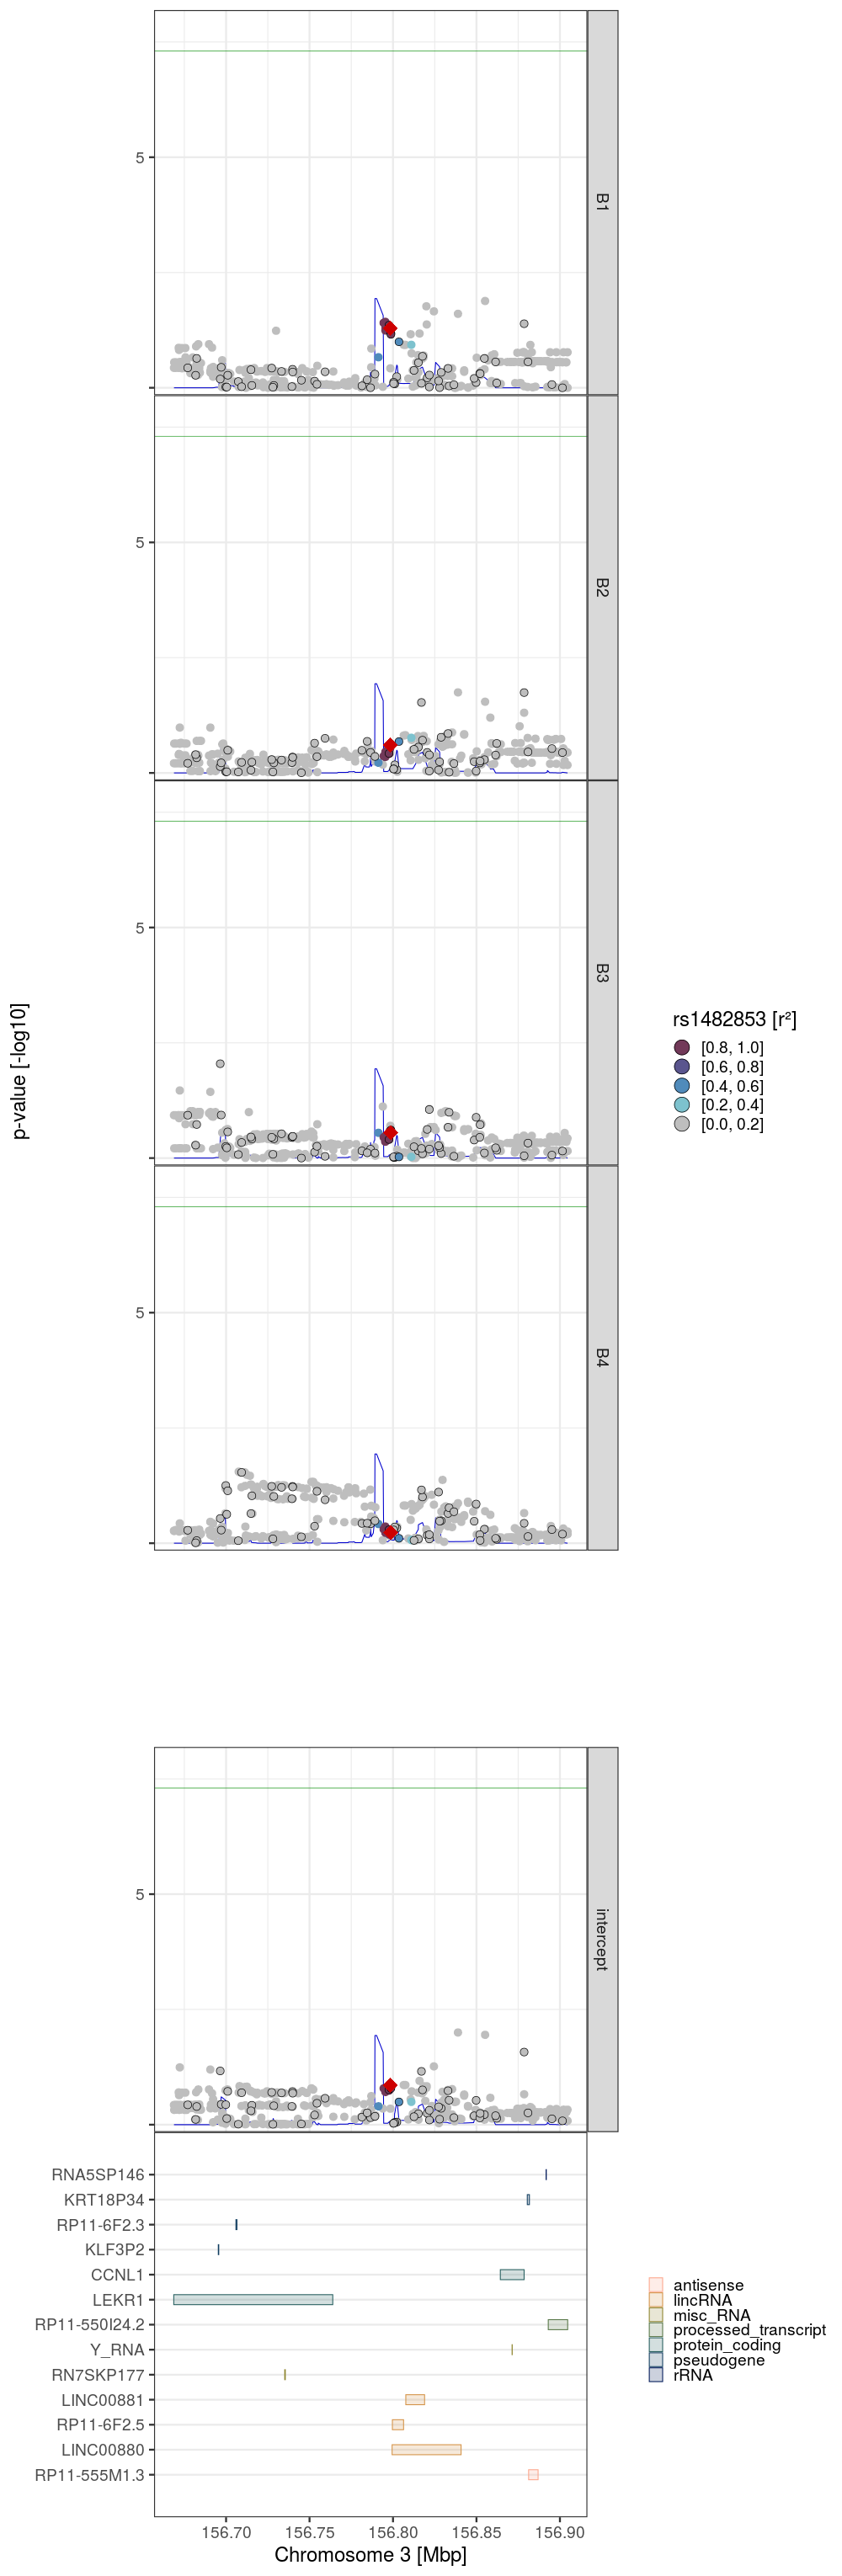 5
B1
5
B2
5
B3
5
B4
p-value [-log10]
rs1482853 [r²]
[0.8, 1.0]
[0.6, 0.8]
[0.4, 0.6]
[0.2, 0.4]
[0.0, 0.2]
5
intercept
RNA5SP146
KRT18P34
RP11-6F2.3
KLF3P2
CCNL1
LEKR1
RP11-550I24.2
Y_RNA
RN7SKP177
LINC00881
RP11-6F2.5
LINC00880
RP11-555M1.3
antisense
lincRNA
misc_RNA
processed_transcript
protein_coding
pseudogene
rRNA
156.70 156.75 156.80 156.85 156.90
Chromosome 3 [Mbp]